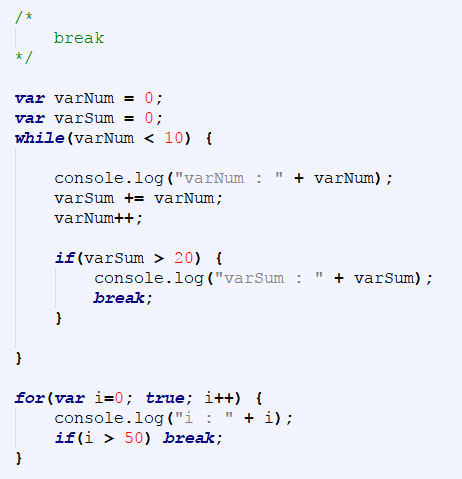 /*
break
*/
var varNum = 0;
var varSum = 0;
while(varNum < 10) {
console.log("varNum : " + varNum);
varSum += varNum;
varNum++;
if(varSum > 20) {
console.log("varSum : " + varSum);
break;
}
}
for(var i=0; true; i++) {
console.log("i : " + i);
if(i > 50) break;
}